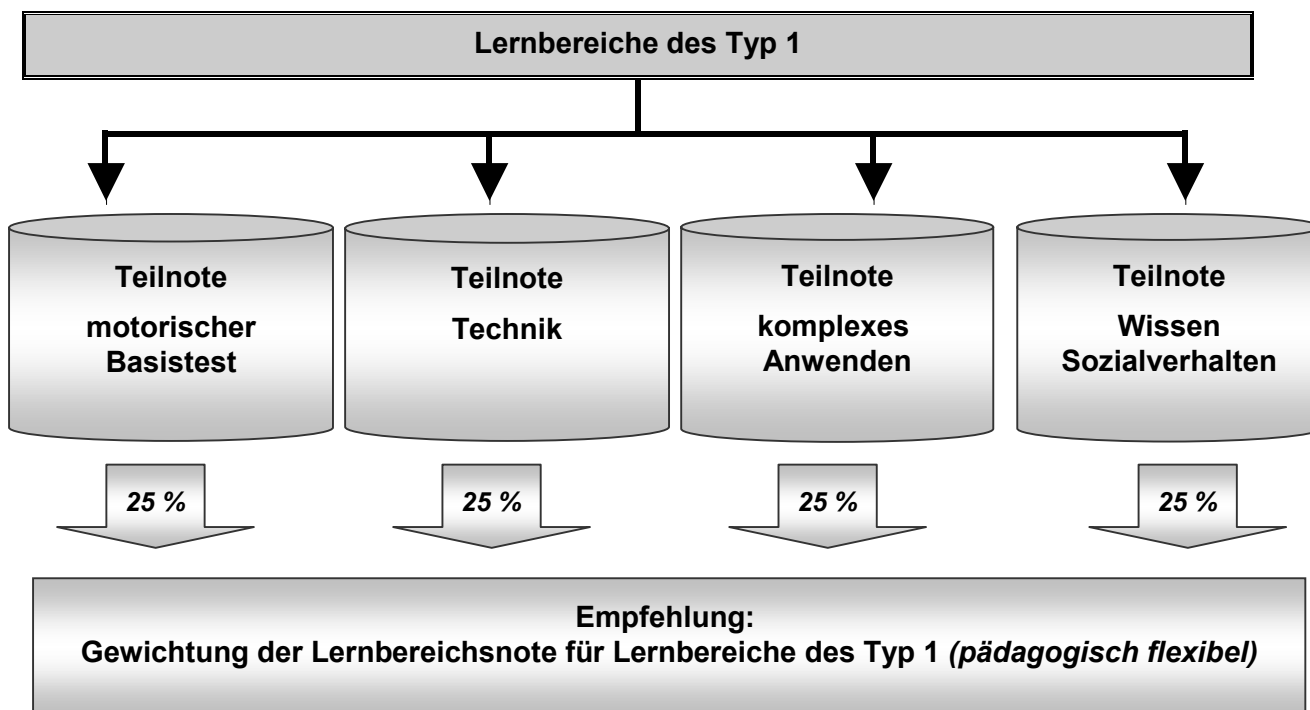 Lernbereiche des Typ 1
Teilnote
motorischer
Basistest
Teilnote
Technik
Teilnote
komplexes
Anwenden
Teilnote
Wissen
Sozialverhalten
25 %
25 %
25 %
25 %
Empfehlung:
Gewichtung der Lernbereichsnote für Lernbereiche des Typ 1 (pädagogisch flexibel)